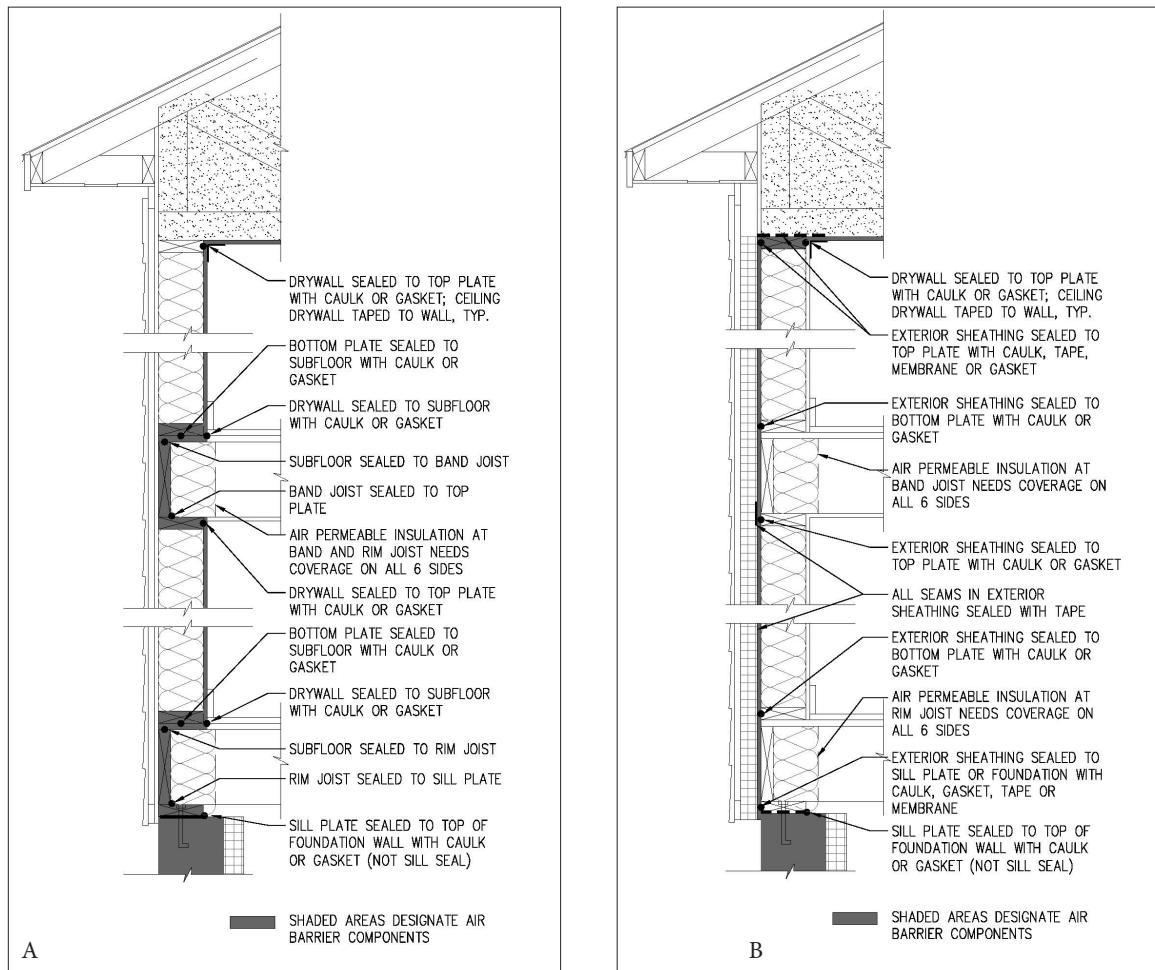 DRYWALL SEALED TO TOP PLATE
WITH CAULK OR GASKET; CEILING
DRYWALL TAPED TO WALL, TYP.
BOTTOM PLATE SEALED TO
SUBFLOOR WITH CAULK OR
GASKET
DRYWALL SEALED TO SUBFLOOR
WITH CAULK OR GASKET
SUBFLOOR SEALED TO BAND JOIST
BAND JOIST SEALED TO TOP
PLATE
AIR PERMEABLE INSULATION AT
BAND AND RIM JOIST NEEDS
COVERAGE ON ALL 6 SIDES
DRYWALL SEALED TO TOP PLATE
WITH CAULK OR GASKET
BOTTOM PLATE SEALED TO
SUBFLOOR WITH CAULK OR
GASKET
DRYWALL SEALED TO SUBFLOOR
WITH CAULK OR GASKET
SUBFLOOR SEALED TO RIM JOIST
RIM JOIST SEALED TO SILL PLATE
SILL PLATE SEALED TO TOP OF
FOUNDATION WALL WITH CAULK
OR GASKET (NOT SILL SEAL)
SHADED AREAS DESIGNATE AIR
BARRIER COMPONENTS
A
DRYWALL SEALED TO TOP PLATE
WITH CAULK OR GASKET; CEILING
DRYWALL TAPED TO WALL, TYP.
EXTERIOR SHEATHING SEALED TO
TOP PLATE WITH CAULK, TAPE,
MEMBRANE OR GASKET
EXTERIOR SHEATHING SEALED TO
BOTTOM PLATE WITH CAULK OR
GASKET
AIR PERMEABLE INSULATION AT
BAND JOIST NEEDS COVERAGE ON
ALL 6 SIDES
EXTERIOR SHEATHING SEALED TO
TOP PLATE WITH CAULK OR GASKET
ALL SEAMS IN EXTERIOR
SHEATHING SEALED WITH TAPE
EXTERIOR SHEATHING SEALED TO
BOTTOM PLATE WITH CAULK OR
GASKET
AIR PERMEABLE INSULATION AT
RIM JOIST NEEDS COVERAGE ON
ALL 6 SIDES
EXTERIOR SHEATHING SEALED TO
SILL PLATE OR FOUNDATION WITH
CAULK, GASKET, TAPE OR
MEMBRANE
SILL PLATE SEALED TO TOP OF
FOUNDATION WALL WITH CAULK
OR GASKET (NOT SILL SEAL)
SHADED AREAS DESIGNATE AIR
BARRIER COMPONENTS
B